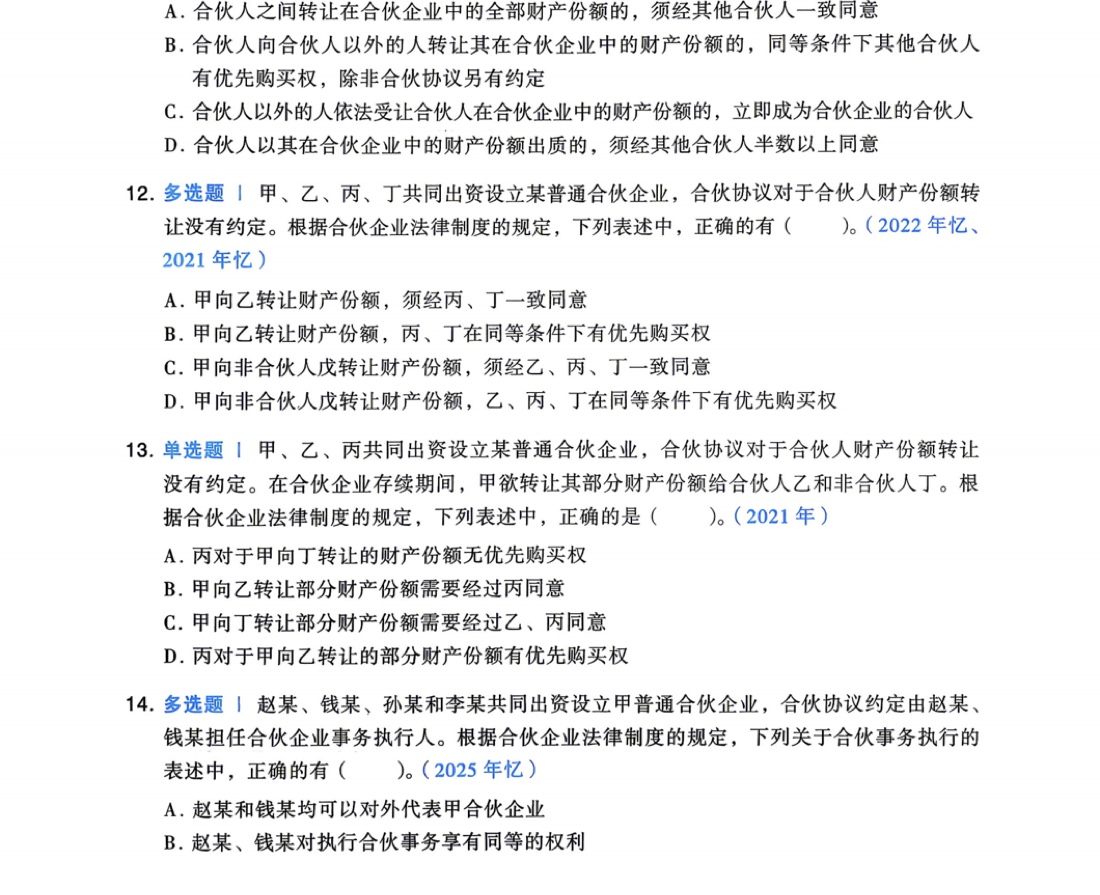 A. 合伙人之间转让在合伙企业中的全部财产份额的，须经其他合伙人一致同意
B. 合伙人向合伙人以外的人转让其在合伙企业中的财产份额的，同等条件下其他合伙人
有优先购买权，除非合伙协议另有约定
C. 合伙人以外的人依法受让合伙人在合伙企业中的财产份额的，立即成为合伙企业的合伙人
D. 合伙人以其在合伙企业中的财产份额出质的，须经其他合伙人半数以上同意
12. 多选题 | 甲、乙、丙、丁共同出资设立某普通合伙企业，合伙协议对于合伙人财产份额转
让没有约定。根据合伙企业法律制度的规定，下列表述中，正确的有（　　）。（2022 年忆、
2021 年忆）
A. 甲向乙转让财产份额，须经丙、丁一致同意
B. 甲向乙转让财产份额，丙、丁在同等条件下有优先购买权
C. 甲向非合伙人戊转让财产份额，须经乙、丙、丁一致同意
D. 甲向非合伙人戊转让财产份额，乙、丙、丁在同等条件下有优先购买权
13. 单选题 | 甲、乙、丙共同出资设立某普通合伙企业，合伙协议对于合伙人财产份额转让
没有约定。在合伙企业存续期间，甲欲转让其部分财产份额给合伙人乙和非合伙人丁。根
据合伙企业法律制度的规定，下列表述中，正确的是（　　）。（2021 年）
A. 丙对于甲向丁转让的财产份额无优先购买权
B. 甲向乙转让部分财产份额需要经过丙同意
C. 甲向丁转让部分财产份额需要经过乙、丙同意
D. 丙对于甲向乙转让的部分财产份额有优先购买权
14. 多选题 | 赵某、钱某、孙某和李某共同出资设立甲普通合伙企业，合伙协议约定由赵某、
钱某担任合伙企业事务执行人。根据合伙企业法律制度的规定，下列关于合伙事务执行的
表述中，正确的有（　　）。（2025 年忆）
A. 赵某和钱某均可以对外代表甲合伙企业
B. 赵某、钱某对执行合伙事务享有同等的权利